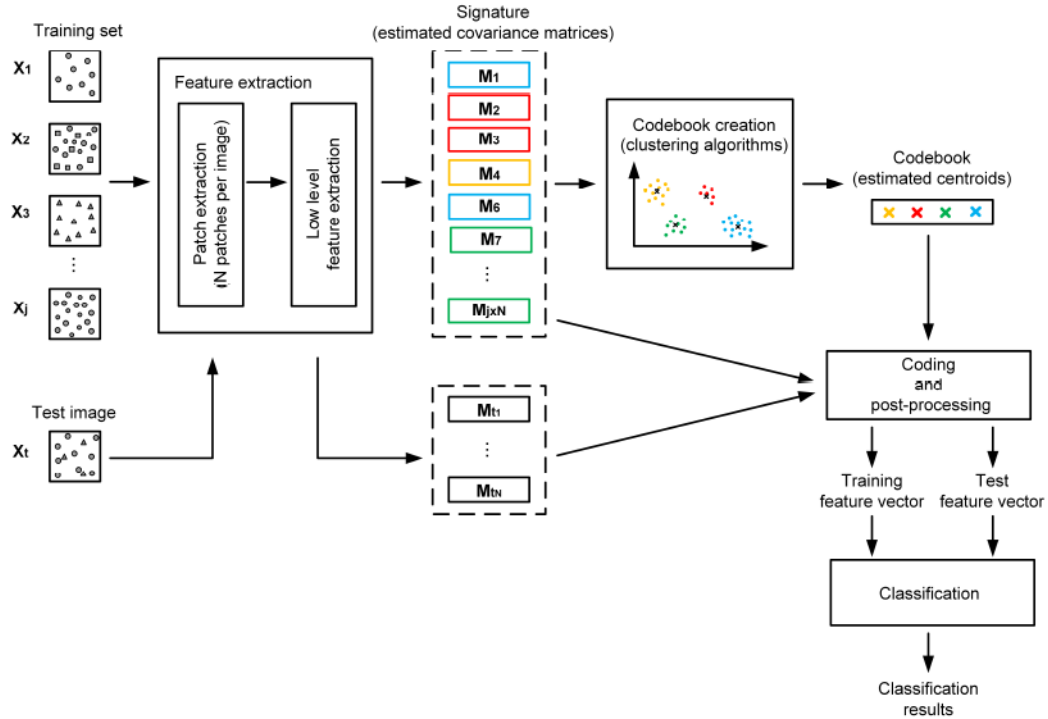 Training set
X1
X2
X3
⋮
Xj
Feature extraction
Patch extraction
(N patches per image)
Low level
feature extraction
Signature
(estimated covariance matrices)
M1
M2
M3
M4
M6
M7
⋮
MjxN
Codebook creation
(clustering algorithms)
Codebook
(estimated centroids)
Test image
Xt
Mt1
⋮
MtN
Coding
and
post-processing
Training
feature vector
Test
feature vector
Classification
Classification
results